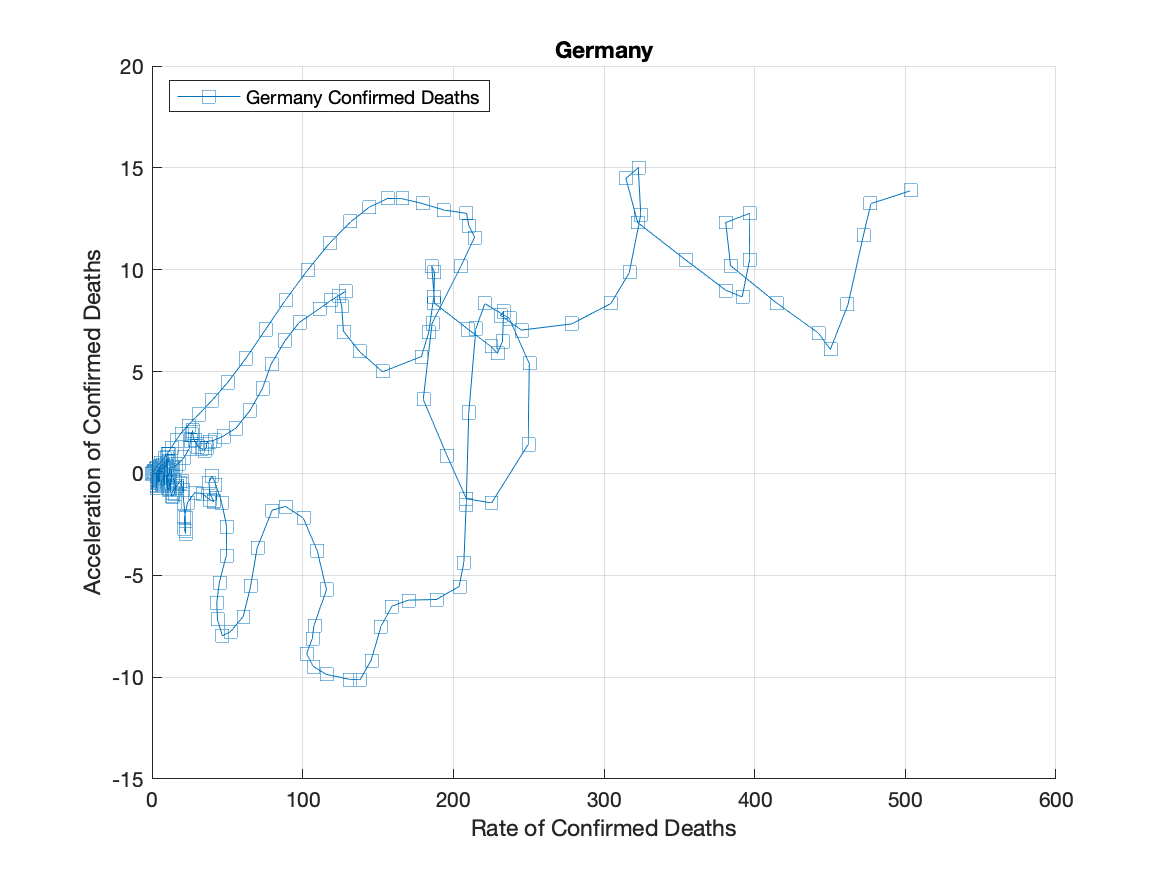 Germany
Germany Confirmed Deaths
20
15
10
5
0
-5
-10
-15
Acceleration of Confirmed Deaths
0 100 200 300 400 500 600
Rate of Confirmed Deaths